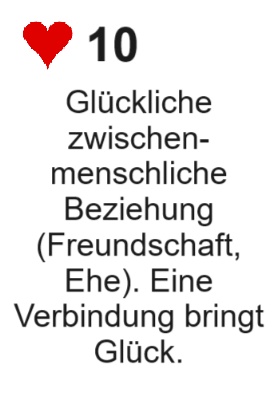 10
Glückliche
zwischen-
menschliche
Beziehung
(Freundschaft,
Ehe). Eine
Verbindung bringt
Glück.